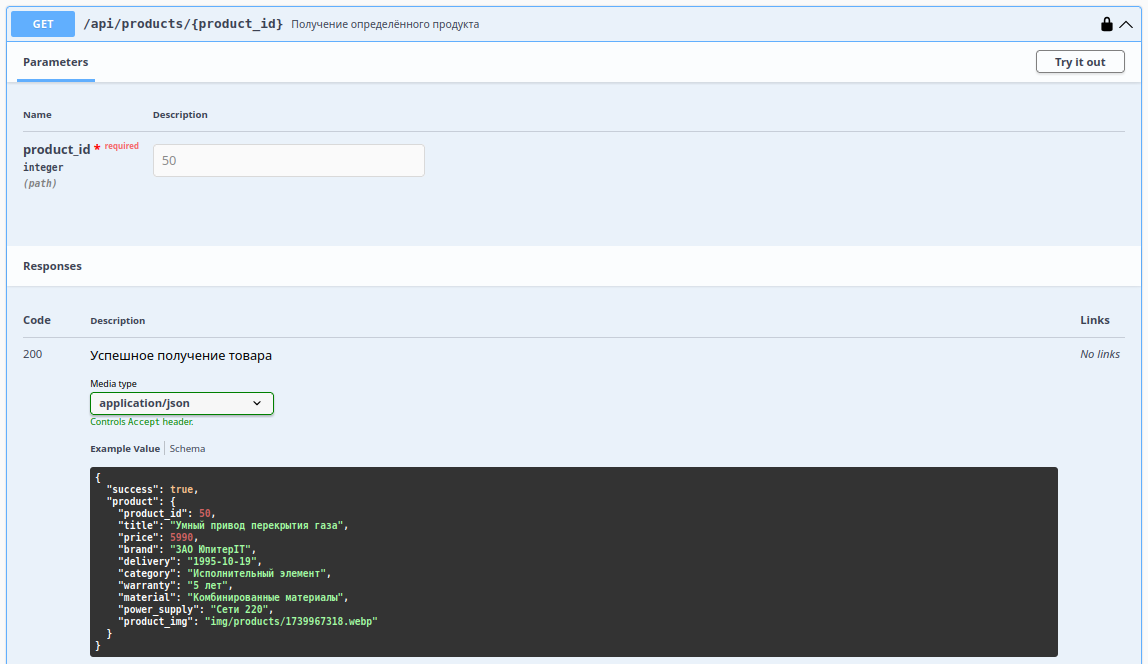 GET /api/products/{product_id} Получение определённого продукта
Parameters
Try it out
Name Description
product_id * required
integer
(path)
50
Responses
Code Description Links
200 Успешное получение товара No links
Media type
application/json
Controls Accept header.
Example Value Schema
{
"success": true,
"product": {
"product_id": 50,
"title": "Умный привод перекрытия газа",
"price": 5990,
"brand": "ЗАО ЮпитерIT",
"delivery": "1995-10-19",
"category": "Исполнительный элемент",
"warranty": "5 лет",
"material": "Комбинированные материалы",
"power_supply": "Сети 220",
"product_img": "img/products/1739967318.webp"
}
}